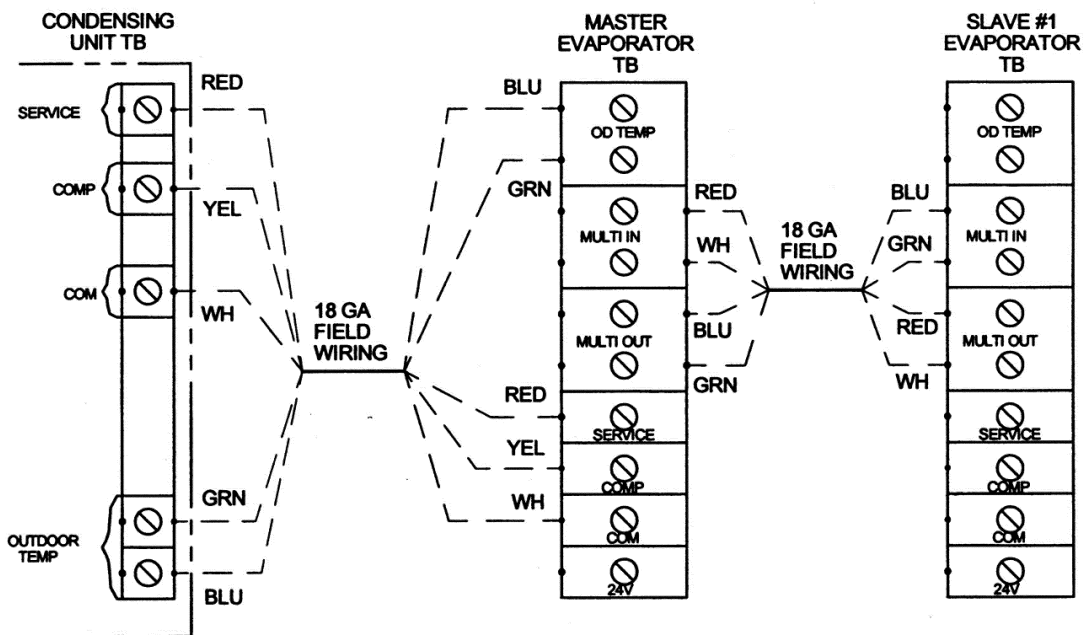 CONDENSING
UNIT TB
SERVICE
RED
COMP
YEL
COM
WH
GRN
OUTDOOR
TEMP
BLU
18 GA
FIELD
WIRING
MASTER
EVAPORATOR
TB
BLU
GRN
RED
YEL
WH
OD TEMP
MULTI IN
MULTI OUT
SERVICE
COMP
COM
24V
RED
WH
BLU
GRN
18 GA
FIELD
WIRING
SLAVE #1
EVAPORATOR
TB
BLU
GRN
RED
WH
OD TEMP
MULTI IN
MULTI OUT
SERVICE
COMP
COM
24V